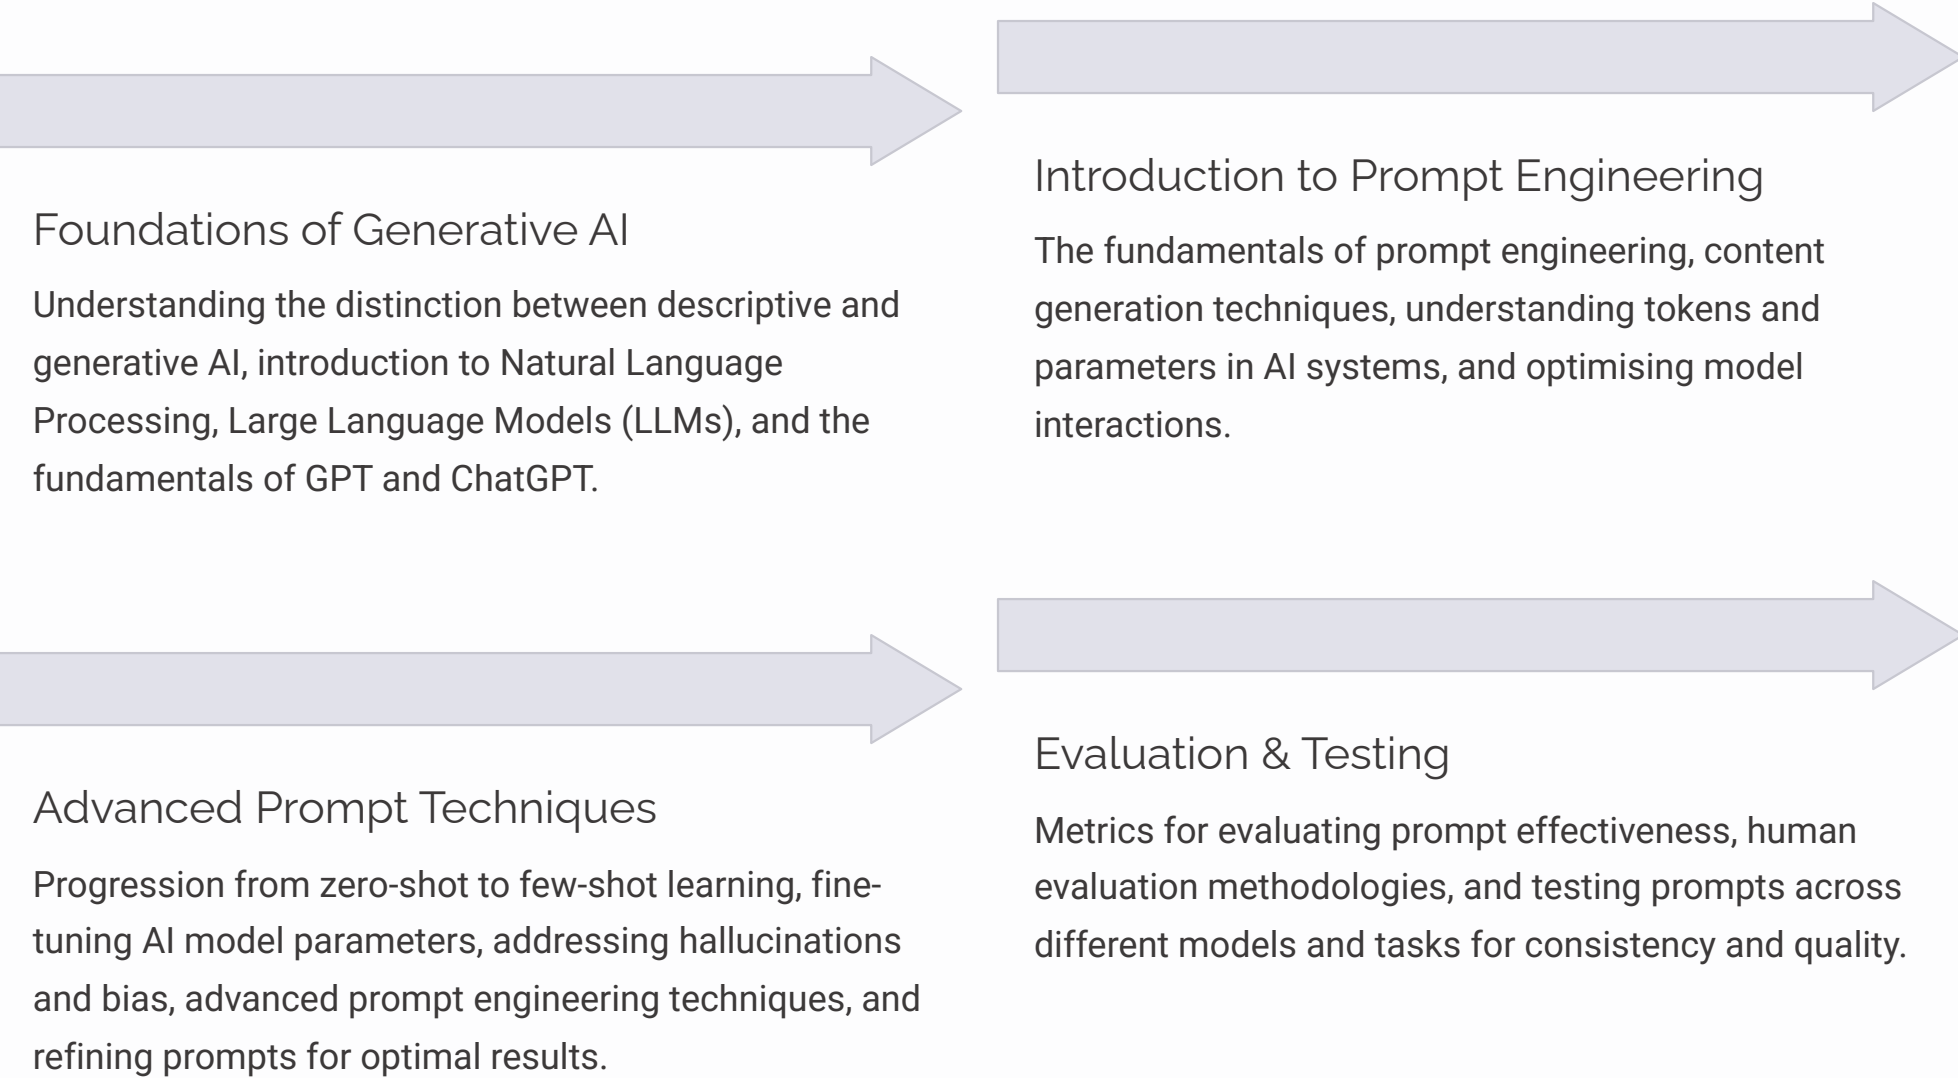 Foundations of Generative AI
Understanding the distinction between descriptive and
generative AI, introduction to Natural Language
Processing, Large Language Models (LLMs), and the
fundamentals of GPT and ChatGPT.
Introduction to Prompt Engineering
The fundamentals of prompt engineering, content
generation techniques, understanding tokens and
parameters in AI systems, and optimising model
interactions.
Advanced Prompt Techniques
Progression from zero-shot to few-shot learning, fine-
tuning AI model parameters, addressing hallucinations
and bias, advanced prompt engineering techniques, and
refining prompts for optimal results.
Evaluation & Testing
Metrics for evaluating prompt effectiveness, human
evaluation methodologies, and testing prompts across
different models and tasks for consistency and quality.